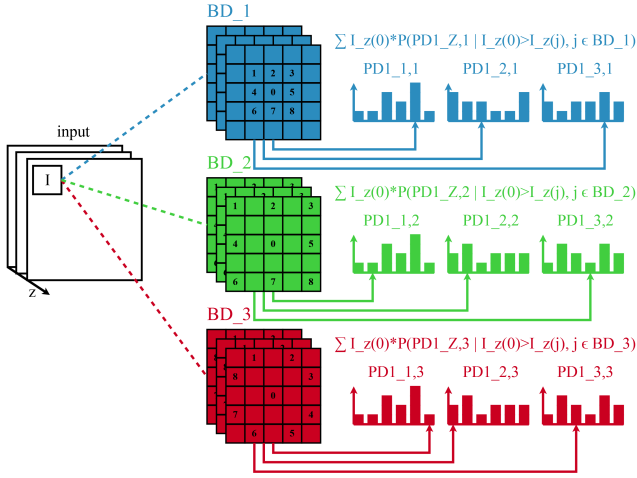 BD_1
∑ I_z(0)*P(PD1_Z,1 | I_z(0)>I_z(j), j ϵ BD_1)
PD1_1,1 PD1_2,1 PD1_3,1
1 2 3
4 0 5
6 7 8
input
I
z
BD_2
∑ I_z(0)*P(PD1_Z,2 | I_z(0)>I_z(j), j ϵ BD_2)
PD1_1,2 PD1_2,2 PD1_3,2
1 2 3
4 0 5
6 7 8
BD_3
∑ I_z(0)*P(PD1_Z,3 | I_z(0)>I_z(j), j ϵ BD_3)
PD1_1,3 PD1_2,3 PD1_3,3
1 2
8 3
0
7 4
6 5